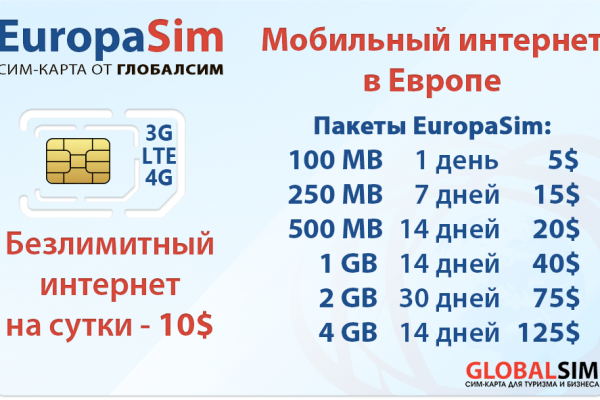 EuropaSim
СИМ-КАРТА ОТ ГЛОБАЛСИМ
3G
LTE
4G
Безлимитный
интернет
на сутки - 10$
Мобильный интернет
в Европе
Пакеты EuropaSim:
100 MB 1 день 5$
250 MB 7 дней 15$
500 MB 14 дней 20$
1 GB 14 дней 40$
2 GB 30 дней 75$
4 GB 14 дней 125$
GLOBALSIM
СИМ-КАРТА ДЛЯ ТУРИЗМА И БИЗНЕСА